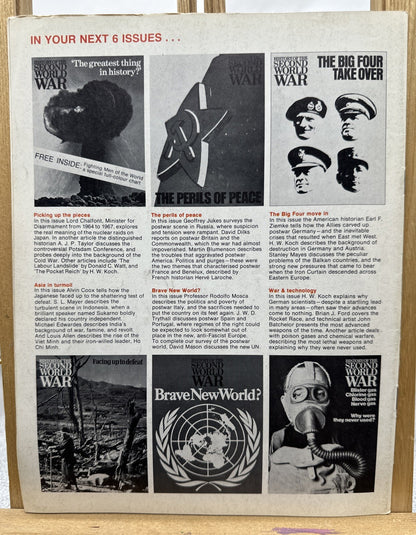 IN YOUR NEXT 6 ISSUES . . .
SECOND
WORLD
WAR
"The greatest thing
in history?"
FREE INSIDE: Fighting Men of the World
a special full-colour chart
SECOND
WORLD
WAR
THE PERILS OF PEACE
SECOND
WORLD
WAR
THE BIG FOUR
TAKE OVER
Picking up the pieces
In this issue Lord Chalfont, Minister for
Disarmament from 1964 to 1967, explores
the real meaning of the nuclear raids on
Japan. In another article the distinguished
historian A. J. P. Taylor discusses the
controversial Potsdam Conference, and
probes deeply into the background of the
Cold War. Other articles include 'The
Labour Landslide' by Donald C. Watt, and
'The Pocket Reich' by H. W. Koch.
The perils of peace
In this issue Geoffrey Jukes surveys the
postwar scene in Russia, where suspicion
and tension were rampant. David Dilks
reports on postwar Britain and the
Commonwealth, which the war had almost
impoverished. Martin Blumenson describes
the troubles that aggravated postwar
America. Politics and purges—these were
the two themes that characterised postwar
France and Benelux, described by
French historian Hervé Laroche.
The Big Four move in
In this issue the American historian Earl F.
Ziemke tells how the Allies carved up
postwar Germany—and the inevitable
crises that resulted when East met West.
H. W. Koch describes the background of
destruction in Germany and Austria.
Stanley Mayes discusses the peculiar
problems of the Balkan countries, and the
strong external pressures that came to bear
when the Iron Curtain descended across
Eastern Europe.
Asia in turmoil
In this issue Alvin Coox tells how the
Japanese faced up to the shattering test of
defeat. S. L. Mayer describes the
turbulent scene in Indonesia when a
brilliant speaker named Sukarno boldly
declared his country independent.
Michael Edwardes describes India's
background of war, famine, and revolt.
And Louis Allen describes the rise of the
Viet Minh and their iron-willed leader, Ho
Chi Minh.
Brave New World?
In this issue Professor Rodolfo Mosca
describes the politics and poverty of
postwar Italy, and the sacrifices needed to
put the country on its feet again. J. W. D.
Trythall discusses postwar Spain and
Portugal, where regimes of the right could
be expected to look somewhat out of
place in the new, anti-Fascist Europe.
To complete our survey of the postwar
world, David Mason discusses the new UN.
War & technology
In this issue H. W. Koch explains why
German scientists—despite a startling lead
in many areas—often saw their advances
come to nothing. Brian J. Ford covers the
Rocket Race, and technical artist John
Batchelor presents the most advanced
weapons of the time. Another article deals
with poison gases and chemical warfare,
describing the most lethal weapons and
explaining why they were never used.
SECOND
WORLD
WAR
Facing up to defeat
WAR
Brave New World?
SECOND
WORLD
WAR
Blister gas
Chlorine gas
Blood gas
Nerve gas
Why were
they never used?